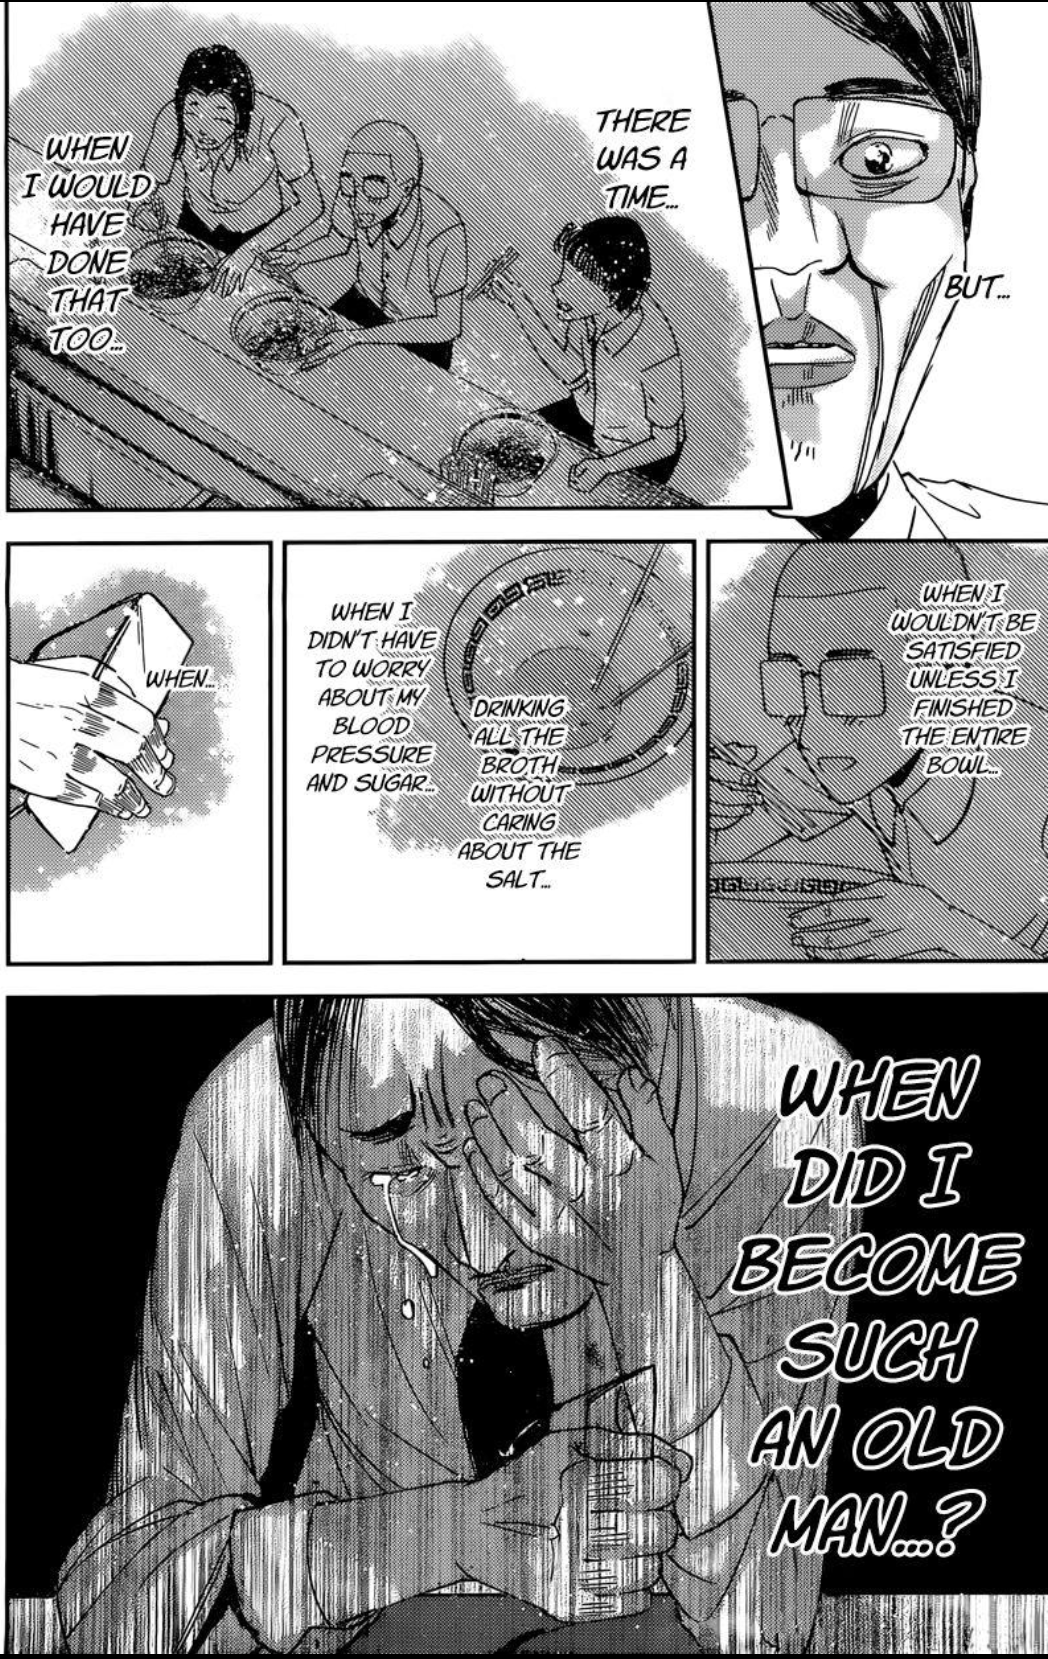 BUT...
THERE
WAS A
TIME...
WHEN
I WOULD
HAVE
DONE
THAT
TOO...
WHEN I
WOULDN'T BE
SATISFIED
UNLESS I
FINISHED
THE ENTIRE
BOWL...
DRINKING
ALL THE
BROTH
WITHOUT
CARING
ABOUT THE
SALT...
WHEN I
DIDN'T HAVE
TO WORRY
ABOUT MY
BLOOD
PRESSURE
AND SUGAR...
WHEN...
WHEN
DID I
BECOME
SUCH
AN OLD
MAN...?